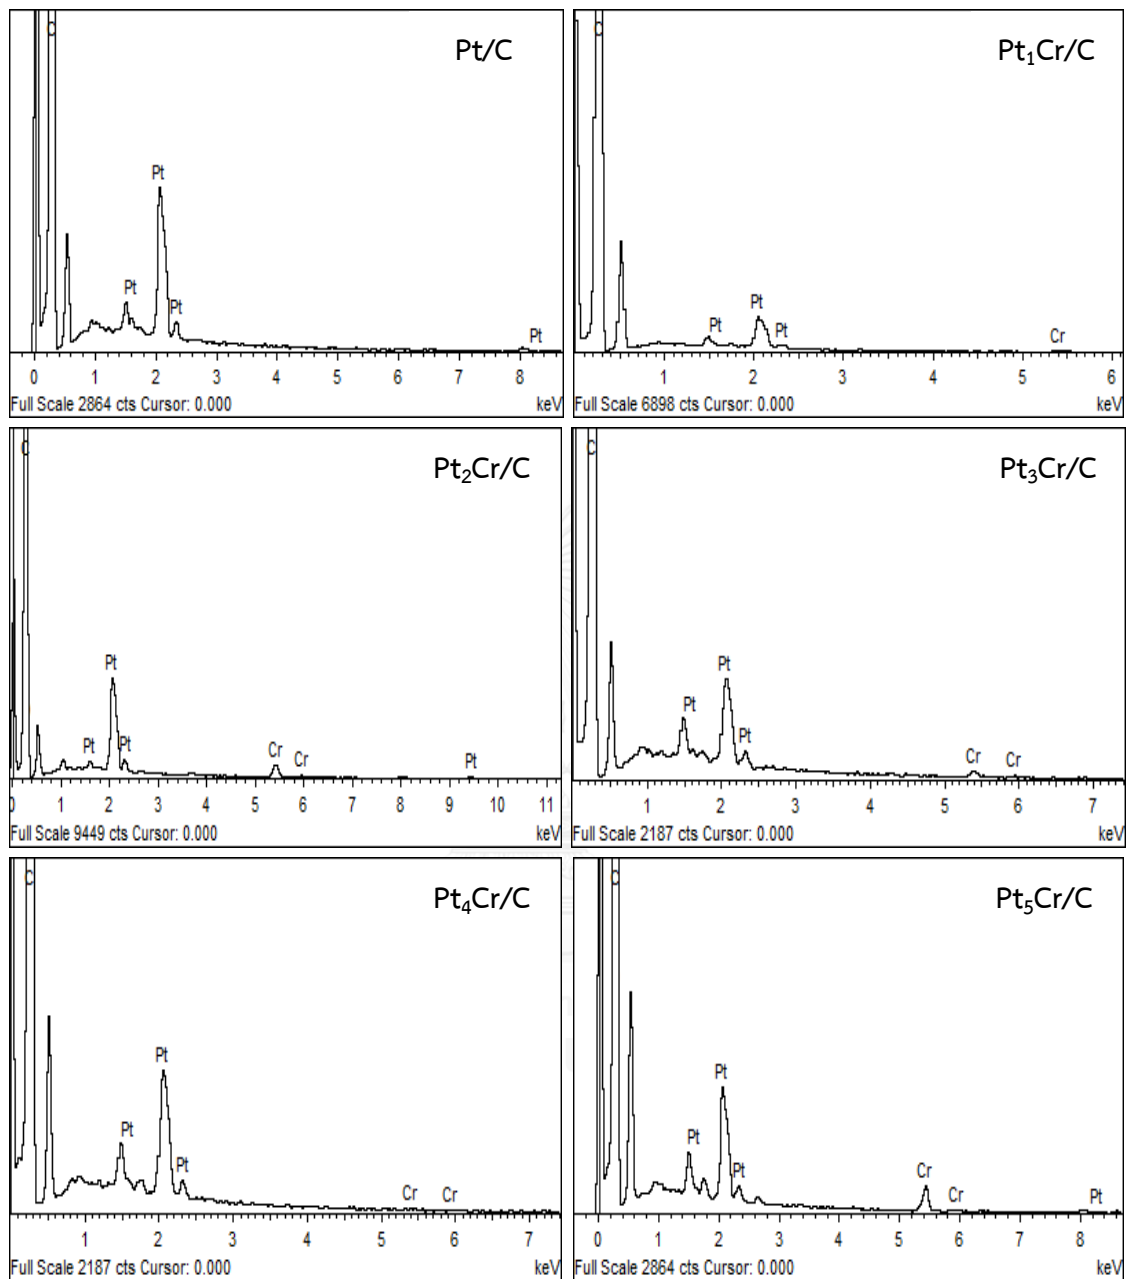 C
Pt/C
Pt
Pt
Pt
Pt
0 1 2 3 4 5 6 7 8
Full Scale 2864 cts Cursor: 0.000 keV
C
Pt₁Cr/C
Pt
Pt
Pt
Cr
1 2 3 4 5 6
Full Scale 6898 cts Cursor: 0.000 keV
C
Pt₂Cr/C
Pt
Pt
Pt
Cr
Cr
Pt
0 1 2 3 4 5 6 7 8 9 10 11
Full Scale 9449 cts Cursor: 0.000 keV
C
Pt₃Cr/C
Pt
Pt
Pt
Cr
Cr
1 2 3 4 5 6 7
Full Scale 2187 cts Cursor: 0.000 keV
C
Pt₄Cr/C
Pt
Pt
Pt
Cr
Cr
1 2 3 4 5 6 7
Full Scale 2187 cts Cursor: 0.000 keV
C
Pt₅Cr/C
Pt
Pt
Pt
Cr
Cr
Pt
0 1 2 3 4 5 6 7 8
Full Scale 2864 cts Cursor: 0.000 keV